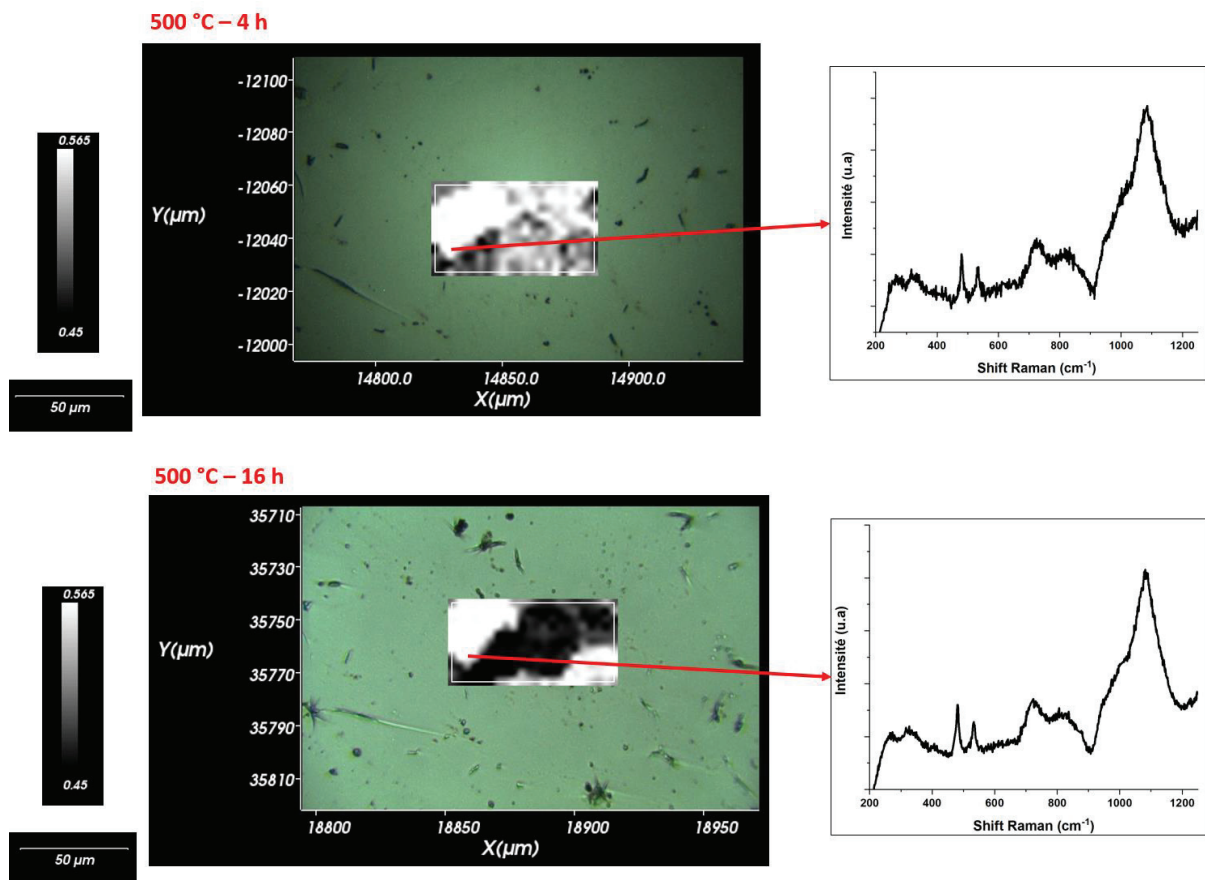 500 °C – 4 h
0.565
0.45
50 µm
Y(µm)
-12100
-12080
-12060
-12040
-12020
-12000
14800.0 14850.0 14900.0
X(µm)
Intensité (u.a)
200 400 600 800 1000 1200
Shift Raman (cm⁻¹)
500 °C – 16 h
0.565
0.45
50 µm
Y(µm)
35710
35730
35750
35770
35790
35810
18800 18850 18900 18950
X(µm)
Intensité (u.a)
200 400 600 800 1000 1200
Shift Raman (cm⁻¹)